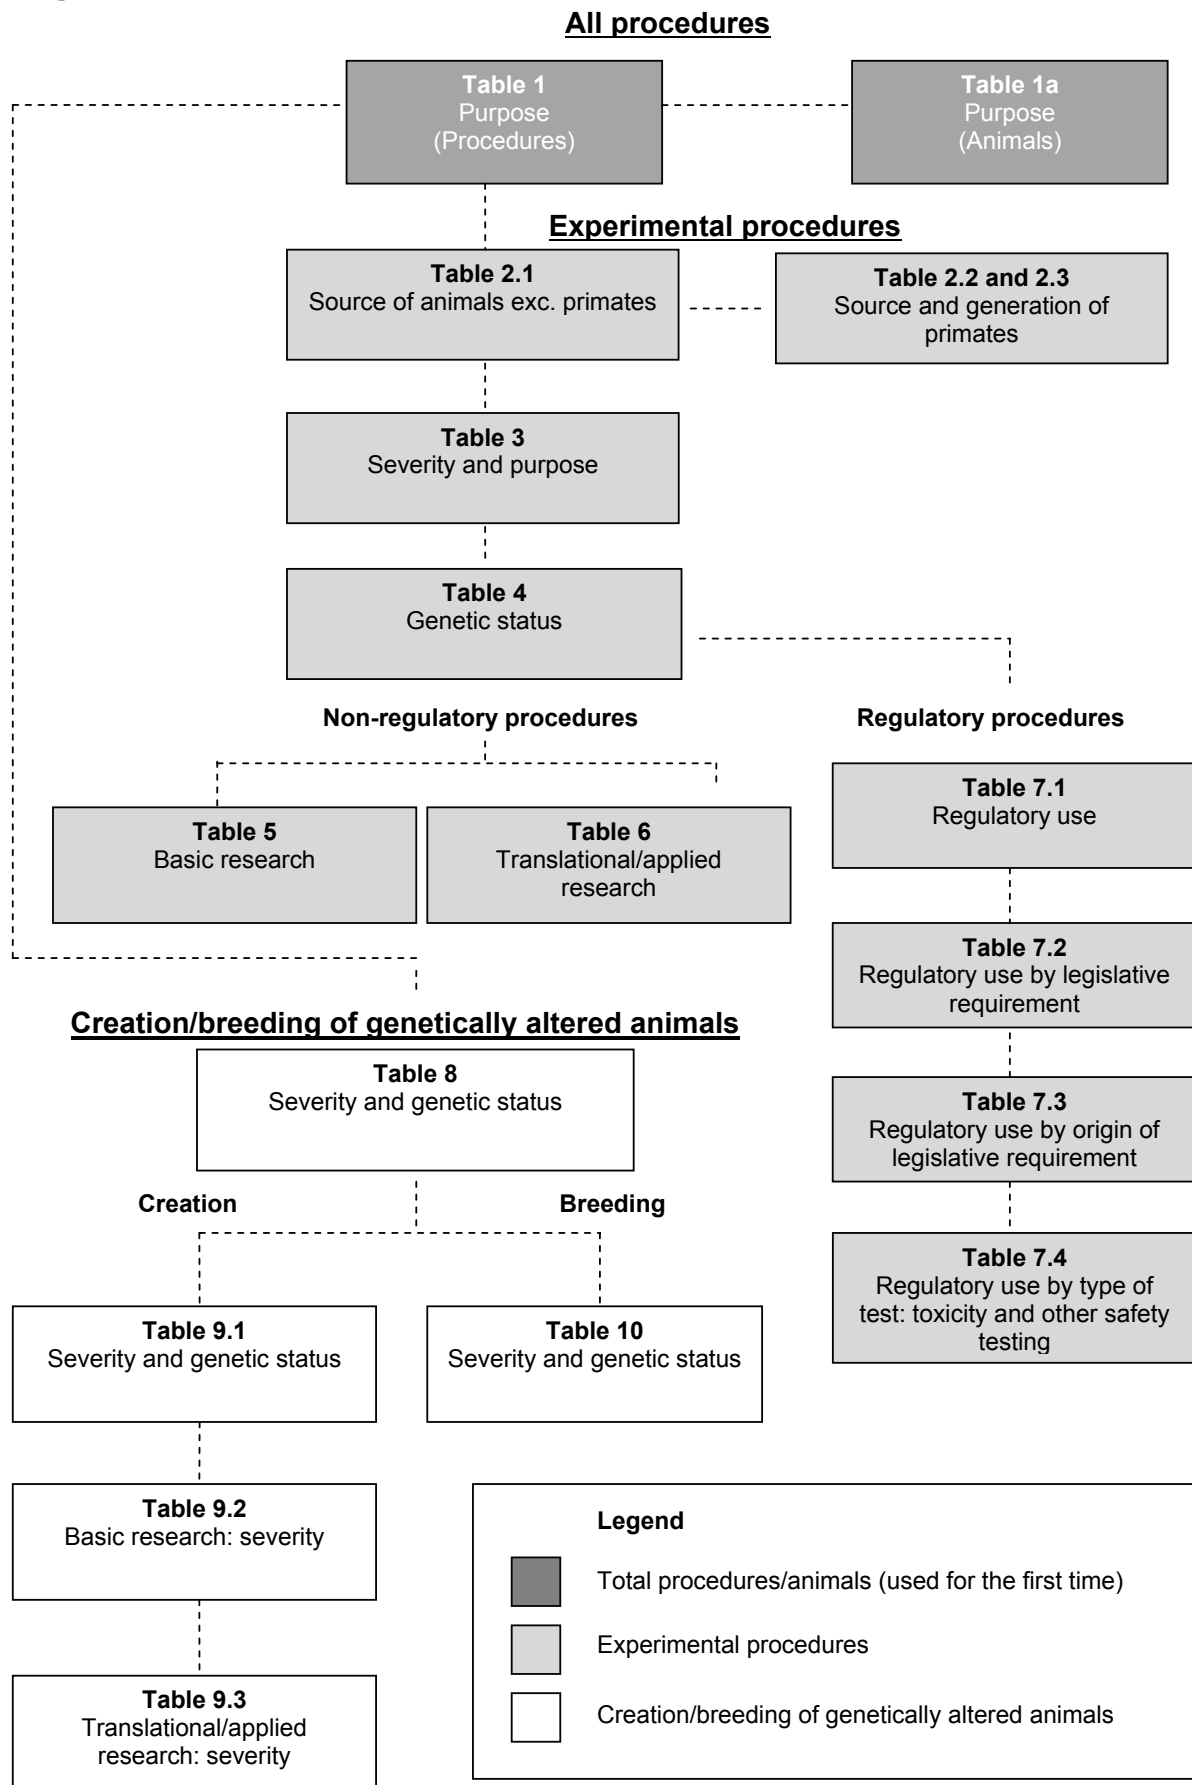 All procedures
Table 1
Purpose
(Procedures)
Table 1a
Purpose
(Animals)
Experimental procedures
Table 2.1
Source of animals exc. primates
Table 2.2 and 2.3
Source and generation of
primates
Table 3
Severity and purpose
Table 4
Genetic status
Non-regulatory procedures
Regulatory procedures
Table 5
Basic research
Table 6
Translational/applied
research
Table 7.1
Regulatory use
Table 7.2
Regulatory use by legislative
requirement
Table 7.3
Regulatory use by origin of
legislative requirement
Table 7.4
Regulatory use by type of
test: toxicity and other safety
testing
Creation/breeding of genetically altered animals
Table 8
Severity and genetic status
Creation
Breeding
Table 9.1
Severity and genetic status
Table 10
Severity and genetic status
Table 9.2
Basic research: severity
Table 9.3
Translational/applied
research: severity
Legend
Total procedures/animals (used for the first time)
Experimental procedures
Creation/breeding of genetically altered animals